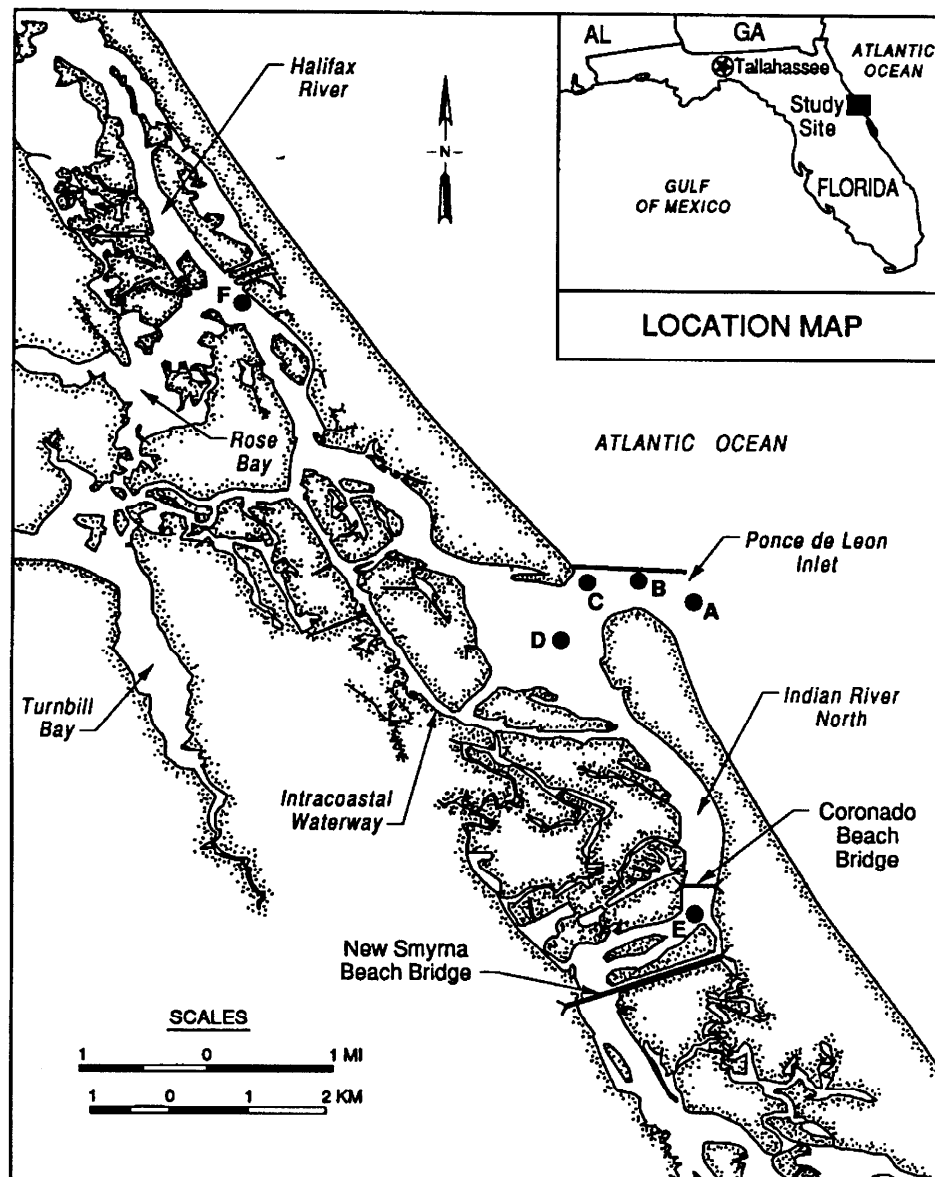 Halifax
River
-N-
AL
GA
ATLANTIC
OCEAN
Tallahassee
Study
Site
GULF
OF MEXICO
FLORIDA
LOCATION MAP
F
Rose
Bay
ATLANTIC OCEAN
Ponce de Leon
Inlet
C
B
A
D
Turnbill
Bay
Indian River
North
Intracoastal
Waterway
Coronado
Beach
Bridge
E
New Smyrna
Beach Bridge
SCALES
1 0 1 MI
1 0 1 2 KM